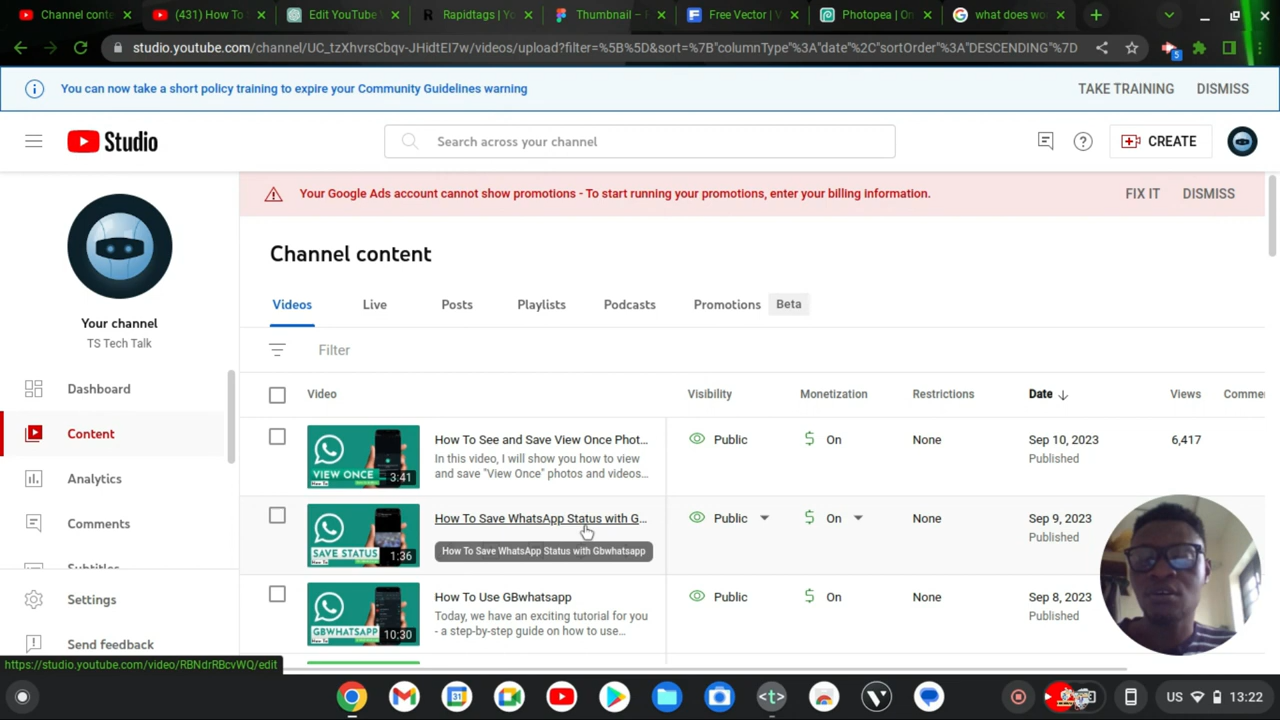 Channel conten
(431) How To
Edit YouTube
Rapidtags | Yo
Thumbnail –
Free Vector | V
Photopea | On
what does wo
studio.youtube.com/channel/UC_tzXhvrsCbqv-JHidtEI7w/videos/upload?filter=%5B%5D&sort=%7B"columnType"%3A"date"%2C"sortOrder"%3A"DESCENDING"%7D
5
You can now take a short policy training to expire your Community Guidelines warning
TAKE TRAINING
DISMISS
Studio
Search across your channel
CREATE
Your Google Ads account cannot show promotions - To start running your promotions, enter your billing information.
FIX IT
DISMISS
Channel content
Your channel
TS Tech Talk
Dashboard
Content
Analytics
Comments
Subtitles
Settings
Send feedback
Videos
Live
Posts
Playlists
Podcasts
Promotions
Beta
Filter
Video
Visibility
Monetization
Restrictions
Date
Views
Comme
VIEW ONCE
How To
3:41
How To See and Save View Once Phot...
In this video, I will show you how to view
and save "View Once" photos and videos...
Public
On
None
Sep 10, 2023
Published
6,417
SAVE STATUS
How To
1:36
How To Save WhatsApp Status with G...
How To Save WhatsApp Status with Gbwhatsapp
Public
On
None
Sep 9, 2023
Published
GBWHATSAPP
How To
10:30
How To Use GBwhatsapp
Today, we have an exciting tutorial for you
- a step-by-step guide on how to use...
Public
On
None
Sep 8, 2023
Published
https://studio.youtube.com/video/RBNdrRBcvWQ/edit
31
<t>
US
13:22